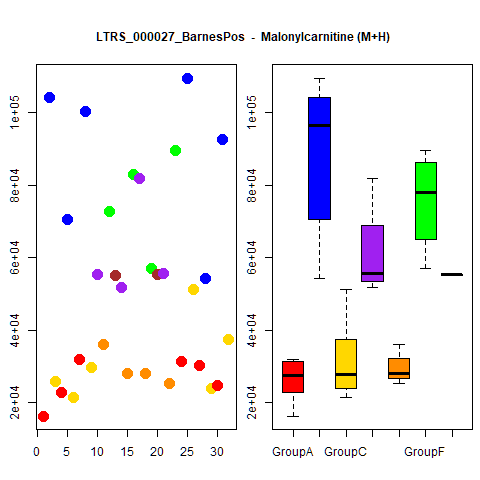 LTRS_000027_BarnesPos - Malonylcarnitine (M+H)
1e+05
8e+04
6e+04
4e+04
2e+04
0 5 10 15 20 25 30
1e+05
8e+04
6e+04
4e+04
2e+04
GroupA GroupC GroupF